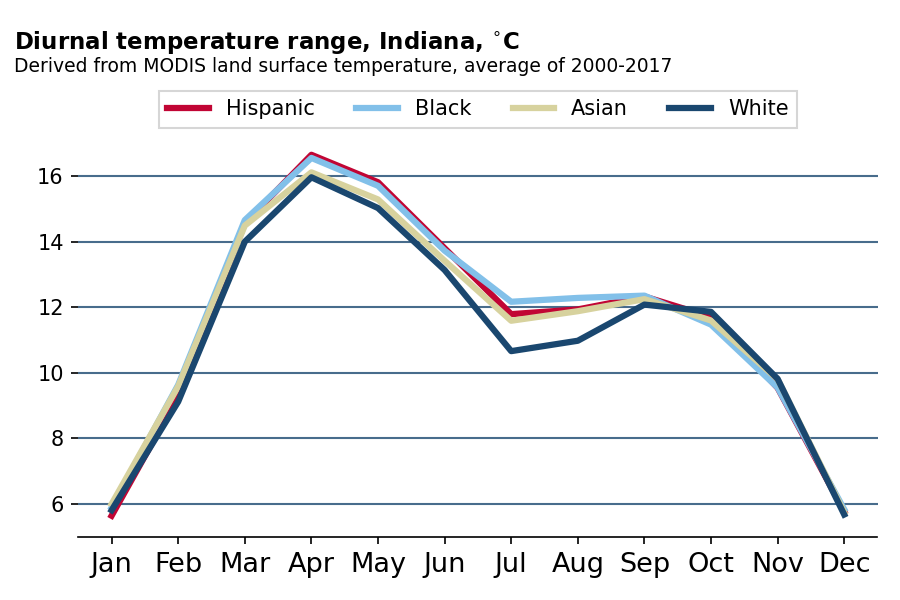 Diurnal temperature range, Indiana, °C
Derived from MODIS land surface temperature, average of 2000-2017
Hispanic Black Asian White
16
14
12
10
8
6
Jan Feb Mar Apr May Jun Jul Aug Sep Oct Nov Dec